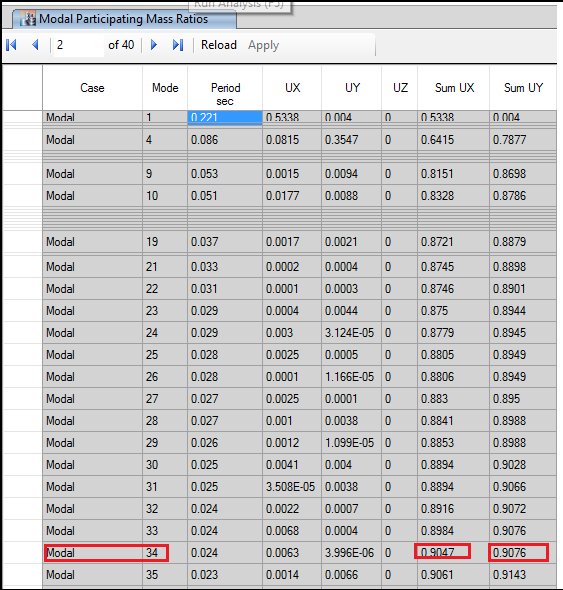 Run Analysis (F5)
Modal Participating Mass Ratios
2 of 40 Reload Apply
Case Mode Period sec UX UY UZ Sum UX Sum UY
Modal 1 0.221 0.5338 0.004 0 0.5338 0.004
Modal 4 0.086 0.0815 0.3547 0 0.6415 0.7877
Modal 9 0.053 0.0015 0.0094 0 0.8151 0.8698
Modal 10 0.051 0.0177 0.0088 0 0.8328 0.8786
Modal 19 0.037 0.0017 0.0021 0 0.8721 0.8879
Modal 21 0.033 0.0002 0.0004 0 0.8745 0.8898
Modal 22 0.031 0.0001 0.0003 0 0.8746 0.8901
Modal 23 0.029 0.0004 0.0044 0 0.875 0.8944
Modal 24 0.029 0.003 3.124E-05 0 0.8779 0.8945
Modal 25 0.028 0.0025 0.0005 0 0.8805 0.8949
Modal 26 0.028 0.0001 1.166E-05 0 0.8806 0.8949
Modal 27 0.027 0.0025 0.0001 0 0.883 0.895
Modal 28 0.027 0.001 0.0038 0 0.8841 0.8988
Modal 29 0.026 0.0012 1.099E-05 0 0.8853 0.8988
Modal 30 0.025 0.0041 0.004 0 0.8894 0.9028
Modal 31 0.025 3.508E-05 0.0038 0 0.8894 0.9066
Modal 32 0.024 0.0022 0.0007 0 0.8916 0.9072
Modal 33 0.024 0.0068 0.0004 0 0.8984 0.9076
Modal 34 0.024 0.0063 3.996E-06 0 0.9047 0.9076
Modal 35 0.023 0.0014 0.0066 0 0.9061 0.9143